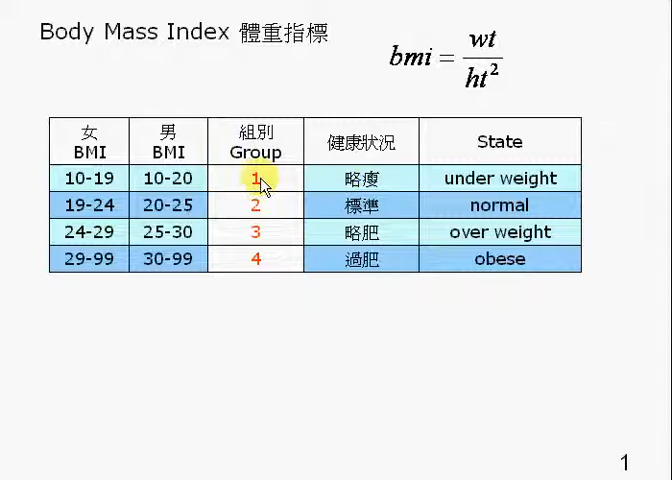 Body Mass Index 體重指標
bmi = wt / ht²
女 BMI 男 BMI 組別 Group 健康狀況 State
10-19 10-20 1 略瘦 under weight
19-24 20-25 2 標準 normal
24-29 25-30 3 略肥 over weight
29-99 30-99 4 過肥 obese
1